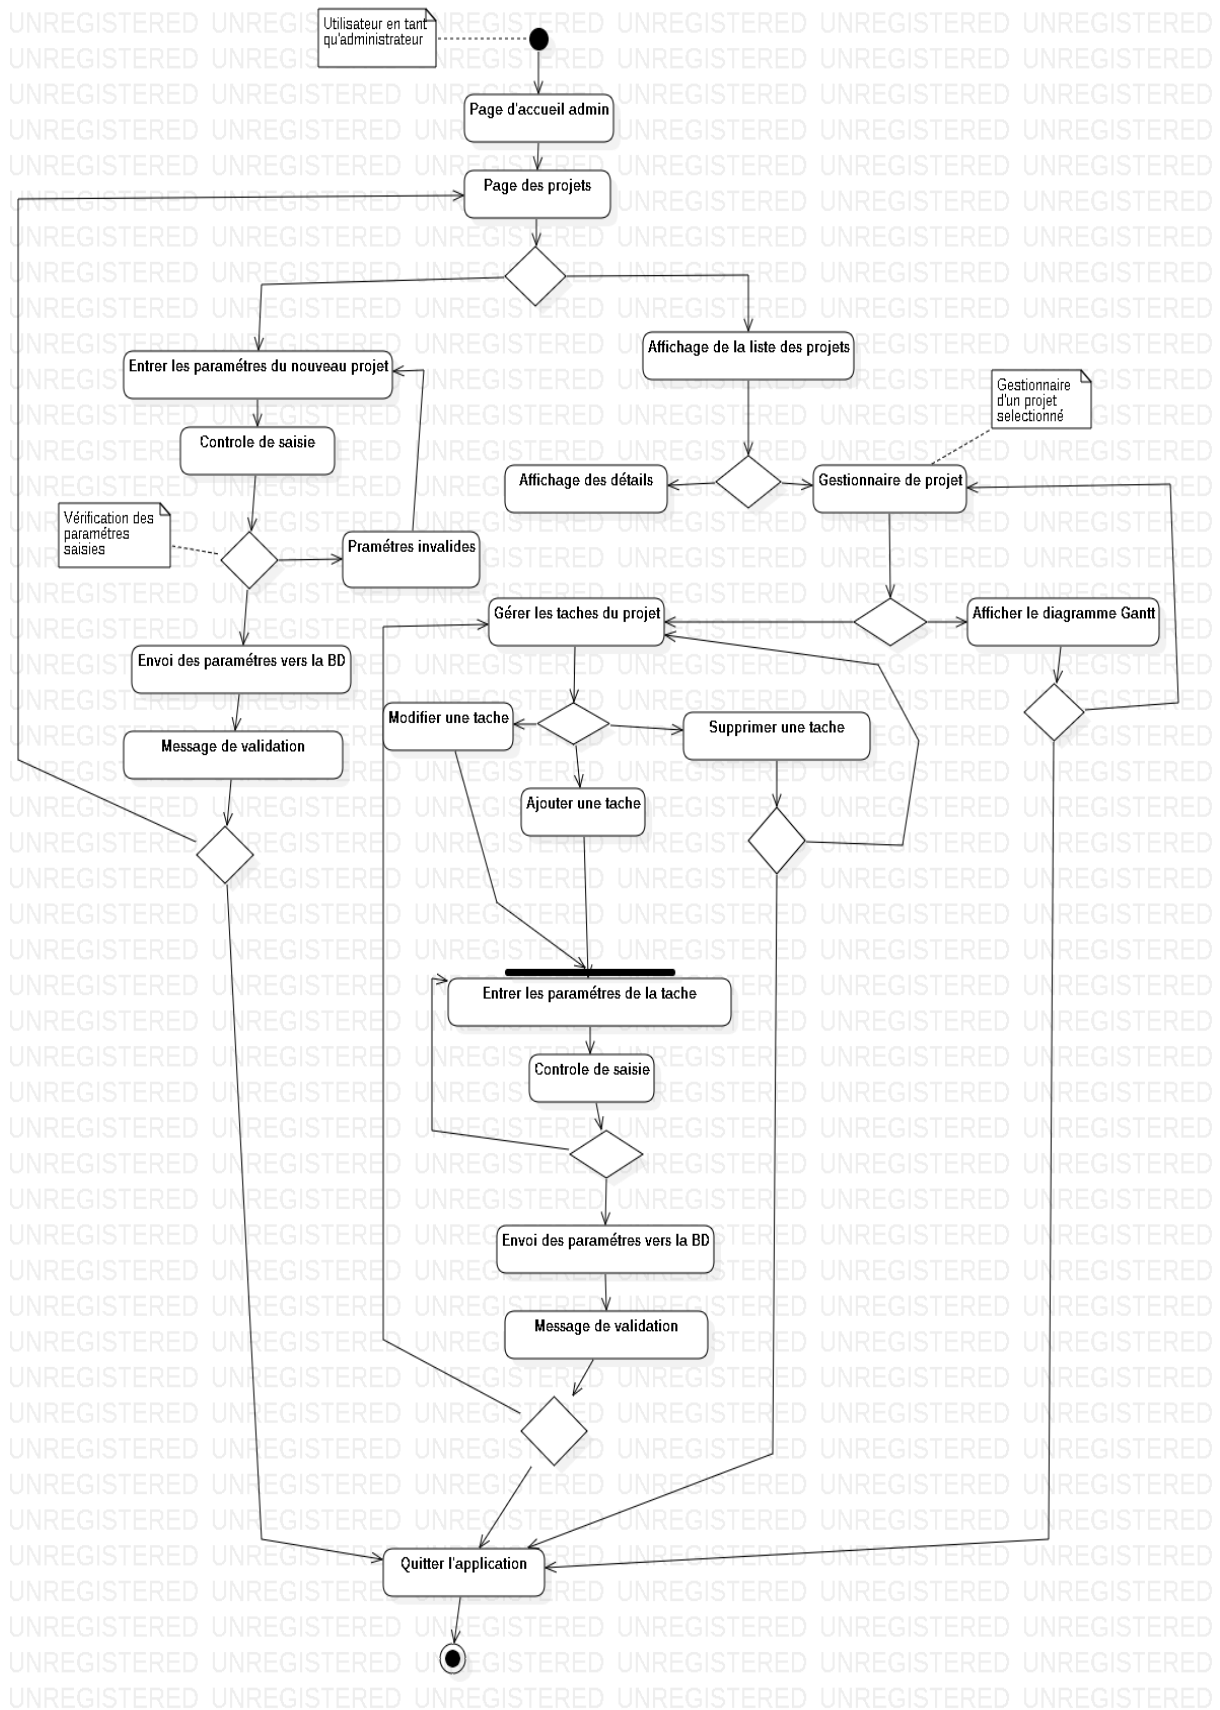 Utilisateur en tant
qu'administrateur
Page d'accueil admin
Page des projets
Affichage de la liste des projets
Entrer les paramétres du nouveau projet
Gestionnaire
d'un projet
selectionné
Controle de saisie
Affichage des détails
Gestionnaire de projet
Vérification des
paramétres
saisies
Pramétres invalides
Gérer les taches du projet
Afficher le diagramme Gantt
Envoi des paramétres vers la BD
Modifier une tache
Supprimer une tache
Message de validation
Ajouter une tache
Entrer les paramétres de la tache
Controle de saisie
Envoi des paramétres vers la BD
Message de validation
Quitter l'application
UNREGISTERED